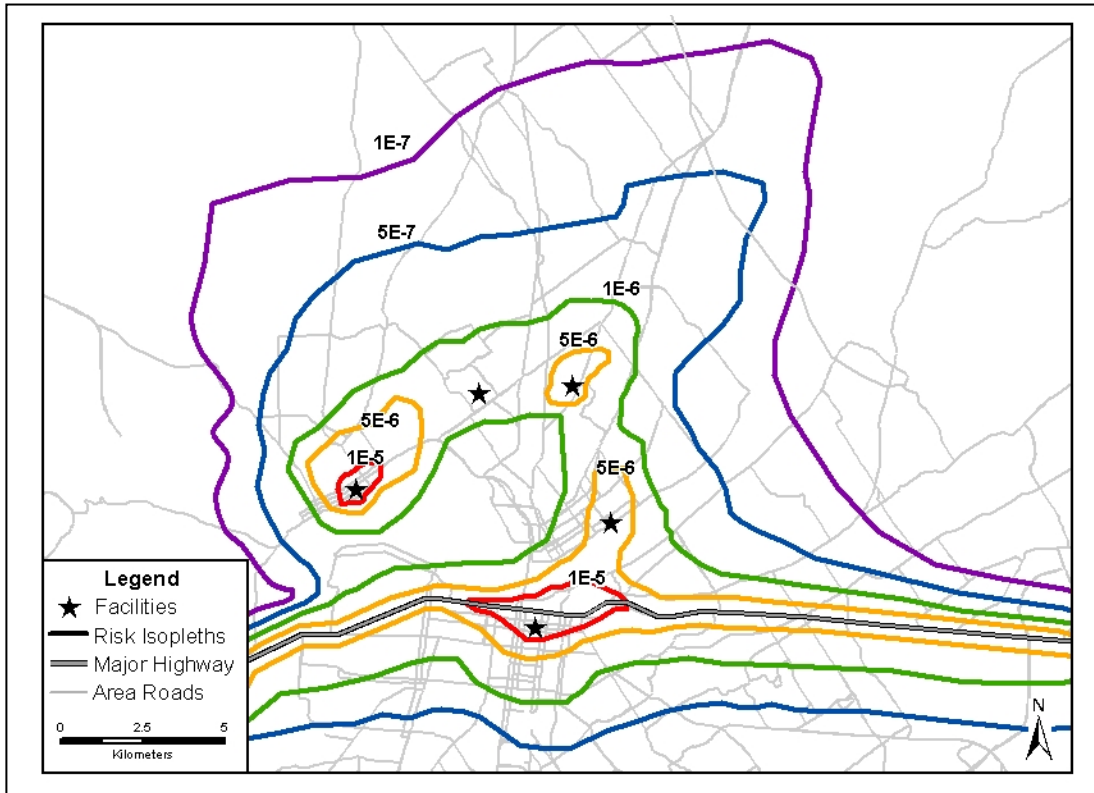 1E-7
5E-7
1E-6
5E-6
5E-6
1E-5
5E-6
1E-5
Legend
Facilities
Risk Isopleths
Major Highway
Area Roads
0 2.5 5
Kilometers
N